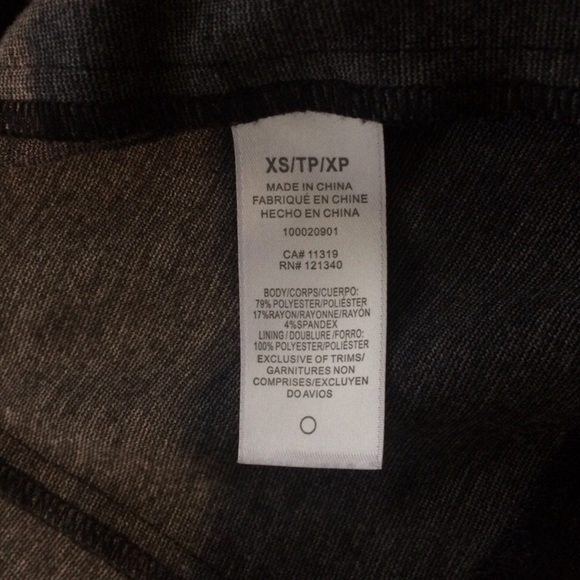 XS/TP/XP
MADE IN CHINA
FABRIQUÉ EN CHINE
HECHO EN CHINA
100020901
CA# 11319
RN# 121340
BODY/CORPS/CUERPO:
79% POLYESTER/POLIÉSTER
17%RAYON/RAYONNE/RAYÓN
4%SPANDEX
LINING/DOUBLURE/FORRO:
100% POLYESTER/POLIÉSTER
EXCLUSIVE OF TRIMS/
GARNITURES NON
COMPRISES/EXCLUYEN
DO AVIOS